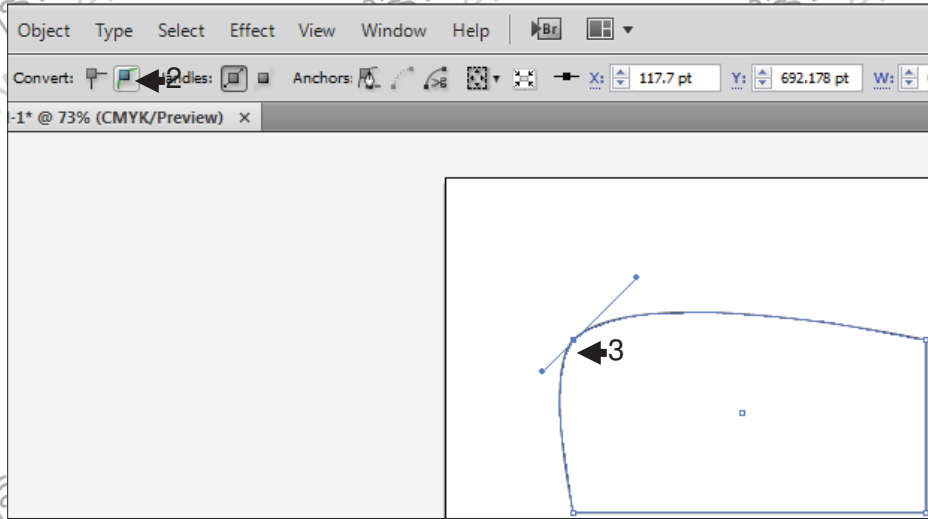 Object Type Select Effect View Window Help Br
Convert: 2 Handles: Anchors: X: 117.7 pt Y: 692.178 pt W:
-1* @ 73% (CMYK/Preview) ×
3